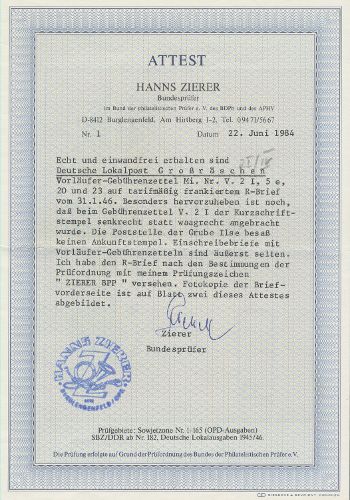 ATTEST
HANNS ZIERER
Bundesprüfer
im Bund der philatelistischen Prüfer e. V. des BDPh und des APHV
D-8412 Burglengenfeld, Am Hirtberg 1-2, Tel. 09471/5667
Nr. 1 Datum 22. Juni 1984
Echt und einwandfrei erhalten sind
Deutsche Lokalpost Großräschen
Vorläufer-Gebührenzettel Mi. Nr. V. 2 I, 5 e,
20 und 23 auf tarifmäßig frankiertem R-Brief
vom 31.1.46. Besonders hervorzuheben ist noch,
daß beim Gebührenzettel V. 2 I der Kurzschrift-
stempel senkrecht statt waagrecht angebracht
wurde. Die Poststelle der Grube Ilse besaß
keinen Ankunftstempel. Einschreibebriefe mit
Vorläufer-Gebührenzetteln sind äußerst selten.
Ich habe den R-Brief nach den Bestimmungen der
Prüfordnung mit meinem Prüfungszeichen
" ZIERER BPP " versehen. Fotokopie der Brief-
vorderseite ist auf Blatt zwei dieses Attestes
abgebildet.
Zierer
Bundesprüfer
HANNS ZIERER
BURGLENGENFELD/OPF.
Prüfgebiete: Sowjetzone Nr. 1-165 (OPD-Ausgaben)
SBZ/DDR ab Nr. 182, Deutsche Lokalausgaben 1945/46
Die Prüfung erfolgte auf Grund der Prüfordnung des Bundes der Philatelistischen Prüfer e. V.